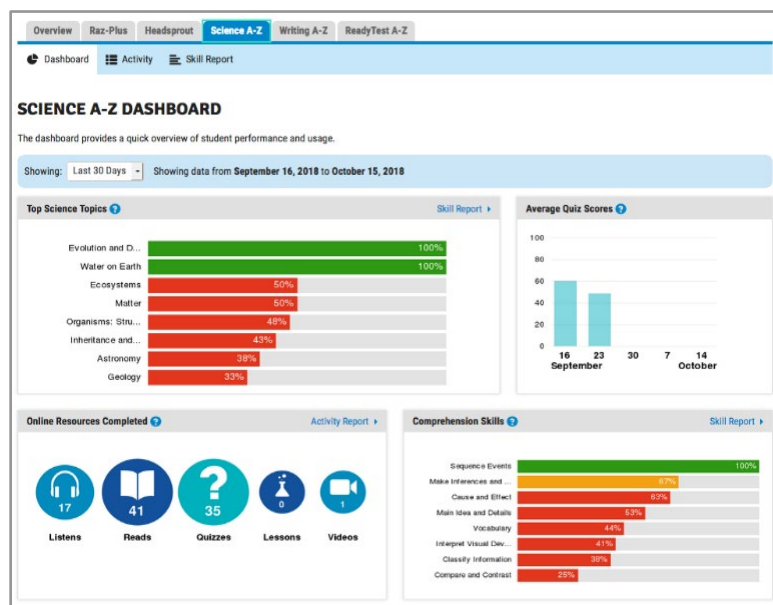 Overview Raz-Plus Headsprout Science A-Z Writing A-Z ReadyTest A-Z
Dashboard Activity Skill Report
SCIENCE A-Z DASHBOARD
The dashboard provides a quick overview of student performance and usage.
Showing: Last 30 Days Showing data from September 16, 2018 to October 15, 2018
Top Science Topics ? Skill Report
Evolution and D... 100%
Water on Earth 100%
Ecosystems 50%
Matter 50%
Organisms: Stru... 48%
Inheritance and... 43%
Astronomy 38%
Geology 33%
Average Quiz Scores ?
100
80
60
40
20
0
16 23 30 7 14
September October
Online Resources Completed ? Activity Report
17 41 ? 35 0 1
Listens Reads Quizzes Lessons Videos
Comprehension Skills ? Skill Report
Sequence Events 100%
Make Inferences and ... 67%
Cause and Effect 63%
Main Idea and Details 53%
Vocabulary 44%
Interpret Visual Dev... 41%
Classify Information 39%
Compare and Contrast 25%